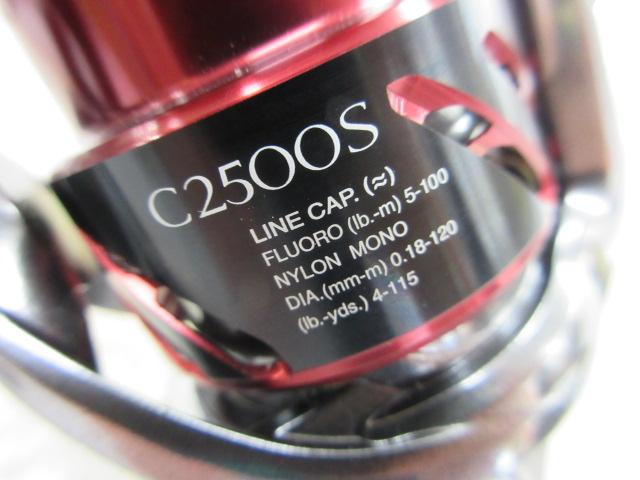 C2500S
LINE CAP. (≈)
FLUORO (lb.-m) 5-100
NYLON MONO
DIA.(mm-m) 0.18-120
(lb.-yds.) 4-115